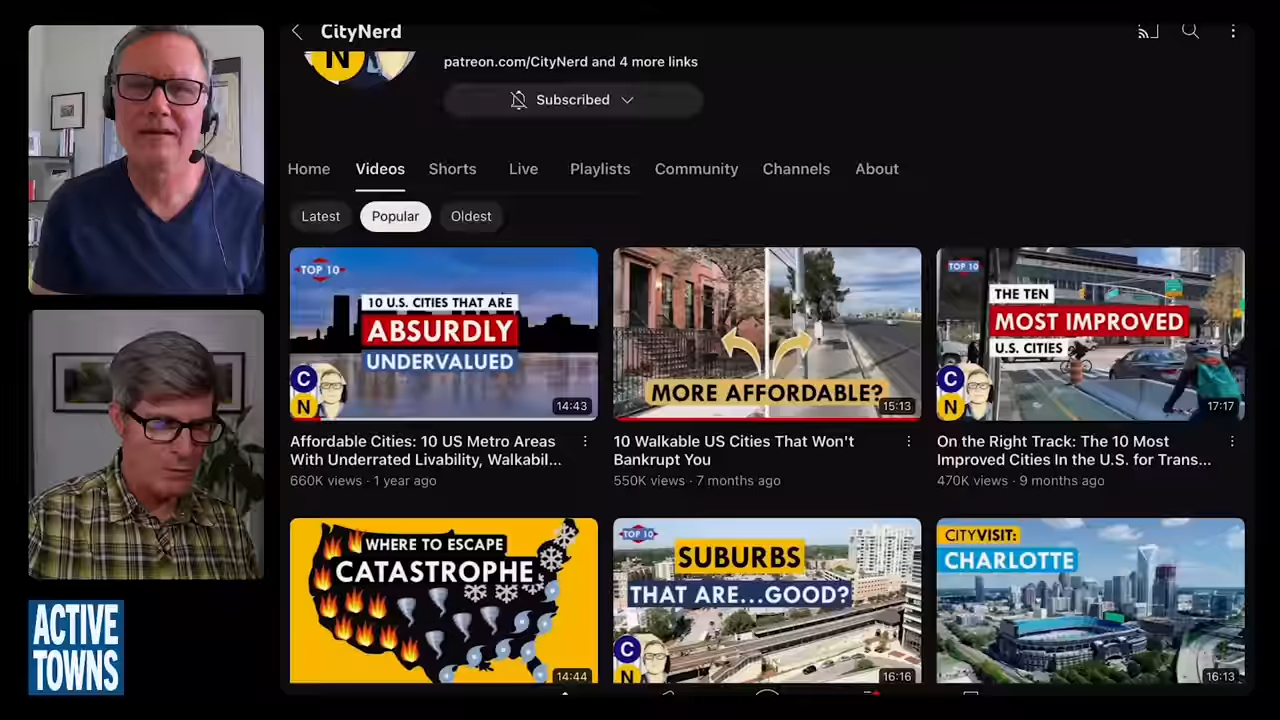 CityNerd
N
patreon.com/CityNerd and 4 more links
Subscribed
Home
Videos
Shorts
Live
Playlists
Community
Channels
About
Latest
Popular
Oldest
TOP 10
10 U.S. CITIES THAT ARE
ABSURDLY
UNDERVALUED
C
N
14:43
MORE AFFORDABLE?
15:13
TOP 10
THE TEN
MOST IMPROVED
U.S. CITIES
C
N
17:17
Affordable Cities: 10 US Metro Areas
With Underrated Livability, Walkabil...
660K views · 1 year ago
10 Walkable US Cities That Won't
Bankrupt You
550K views · 7 months ago
On the Right Track: The 10 Most
Improved Cities In the U.S. for Trans...
470K views · 9 months ago
WHERE TO ESCAPE
CATASTROPHE
14:44
TOP 10
SUBURBS
THAT ARE...GOOD?
C
N
16:16
CITYVISIT:
CHARLOTTE
16:13
ACTIVE
TOWNS